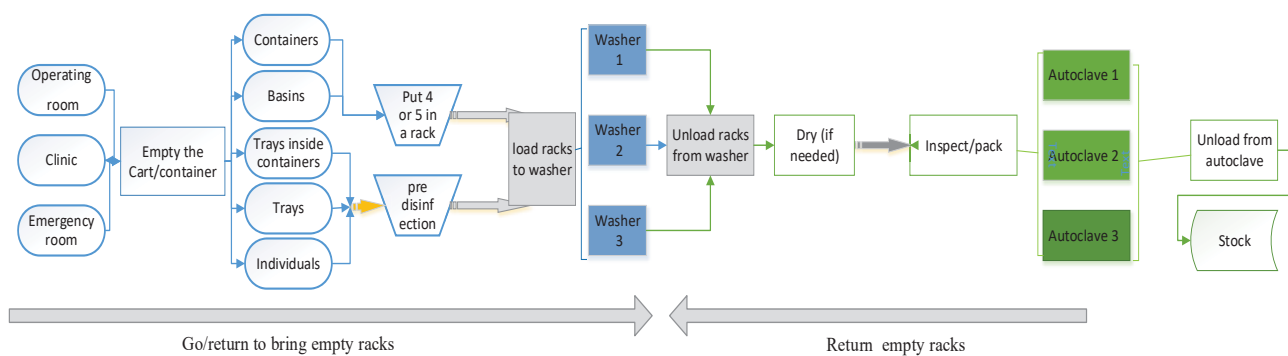 Operating
room
Clinic
Emergency
room
Empty the
Cart/container
Containers
Basins
Trays inside
containers
Trays
Individuals
Put 4
or 5 in
a rack
pre
disinf
ection
load racks
to washer
Washer
1
Washer
2
Washer
3
Unload racks
from washer
Dry (if
needed)
Inspect/pack
Autoclave 1
Autoclave 2
Autoclave 3
Unload from
autoclave
Stock
Go/return to bring empty racks
Return empty racks